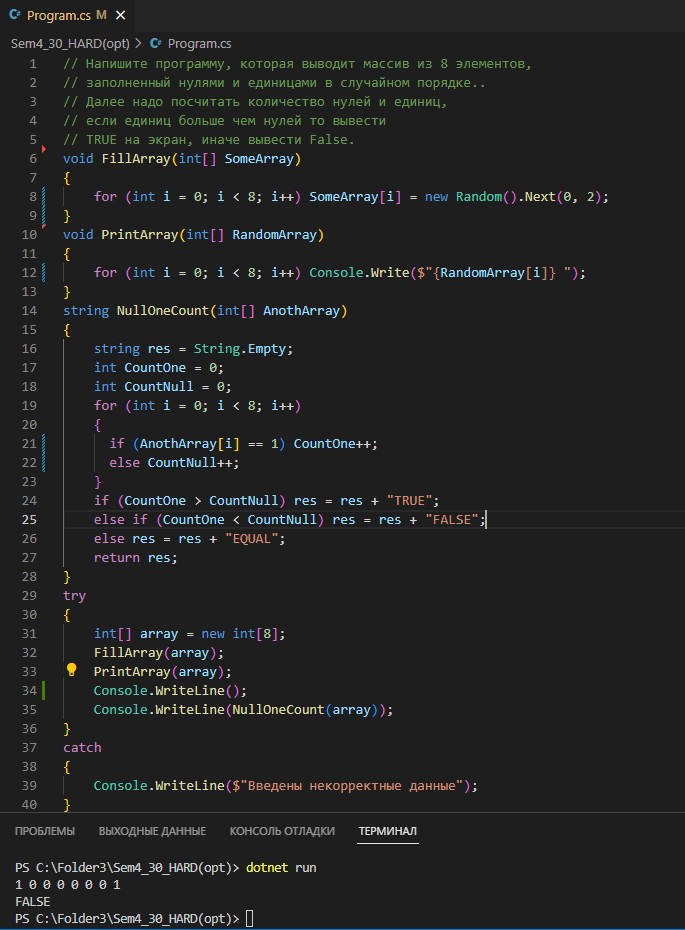 Program.cs M ×
Sem4_30_HARD(opt) > Program.cs
1 // Напишите программу, которая выводит массив из 8 элементов,
2 // заполненный нулями и единицами в случайном порядке..
3 // Далее надо посчитать количество нулей и единиц,
4 // если единиц больше чем нулей то вывести
5 // TRUE на экран, иначе вывести False.
6 void FillArray(int[] SomeArray)
7 {
8 for (int i = 0; i < 8; i++) SomeArray[i] = new Random().Next(0, 2);
9 }
10 void PrintArray(int[] RandomArray)
11 {
12 for (int i = 0; i < 8; i++) Console.Write($"{RandomArray[i]} ");
13 }
14 string NullOneCount(int[] AnothArray)
15 {
16 string res = String.Empty;
17 int CountOne = 0;
18 int CountNull = 0;
19 for (int i = 0; i < 8; i++)
20 {
21 if (AnothArray[i] == 1) CountOne++;
22 else CountNull++;
23 }
24 if (CountOne > CountNull) res = res + "TRUE";
25 else if (CountOne < CountNull) res = res + "FALSE";
26 else res = res + "EQUAL";
27 return res;
28 }
29 try
30 {
31 int[] array = new int[8];
32 FillArray(array);
33 PrintArray(array);
34 Console.WriteLine();
35 Console.WriteLine(NullOneCount(array));
36 }
37 catch
38 {
39 Console.WriteLine($"Введены некорректные данные");
40 }
ПРОБЛЕМЫ ВЫХОДНЫЕ ДАННЫЕ КОНСОЛЬ ОТЛАДКИ ТЕРМИНАЛ
PS C:\Folder3\Sem4_30_HARD(opt)> dotnet run
1 0 0 0 0 0 0 1
FALSE
PS C:\Folder3\Sem4_30_HARD(opt)>